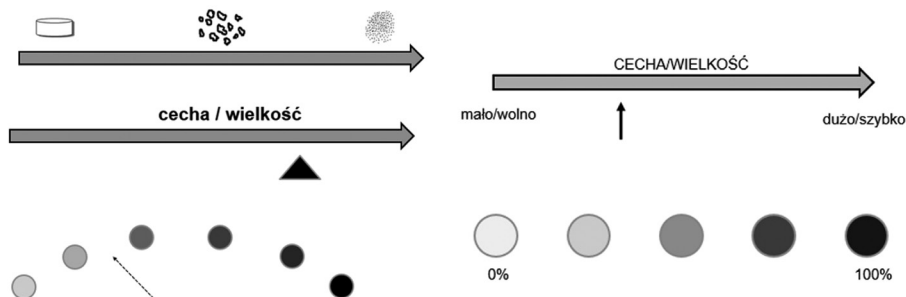 cecha / wielkość
CECHA/WIELKOŚĆ
mało/wolno
dużo/szybko
0%
100%